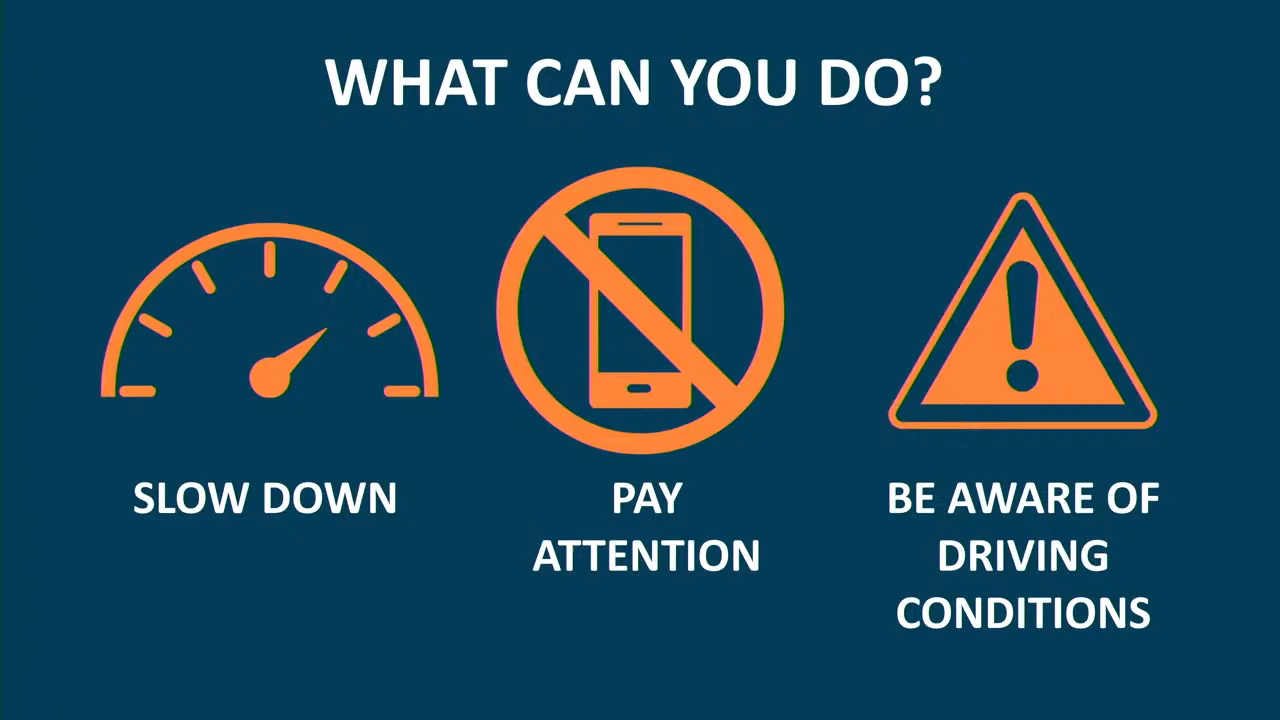 WHAT CAN YOU DO?
SLOW DOWN
PAY
ATTENTION
BE AWARE OF
DRIVING
CONDITIONS